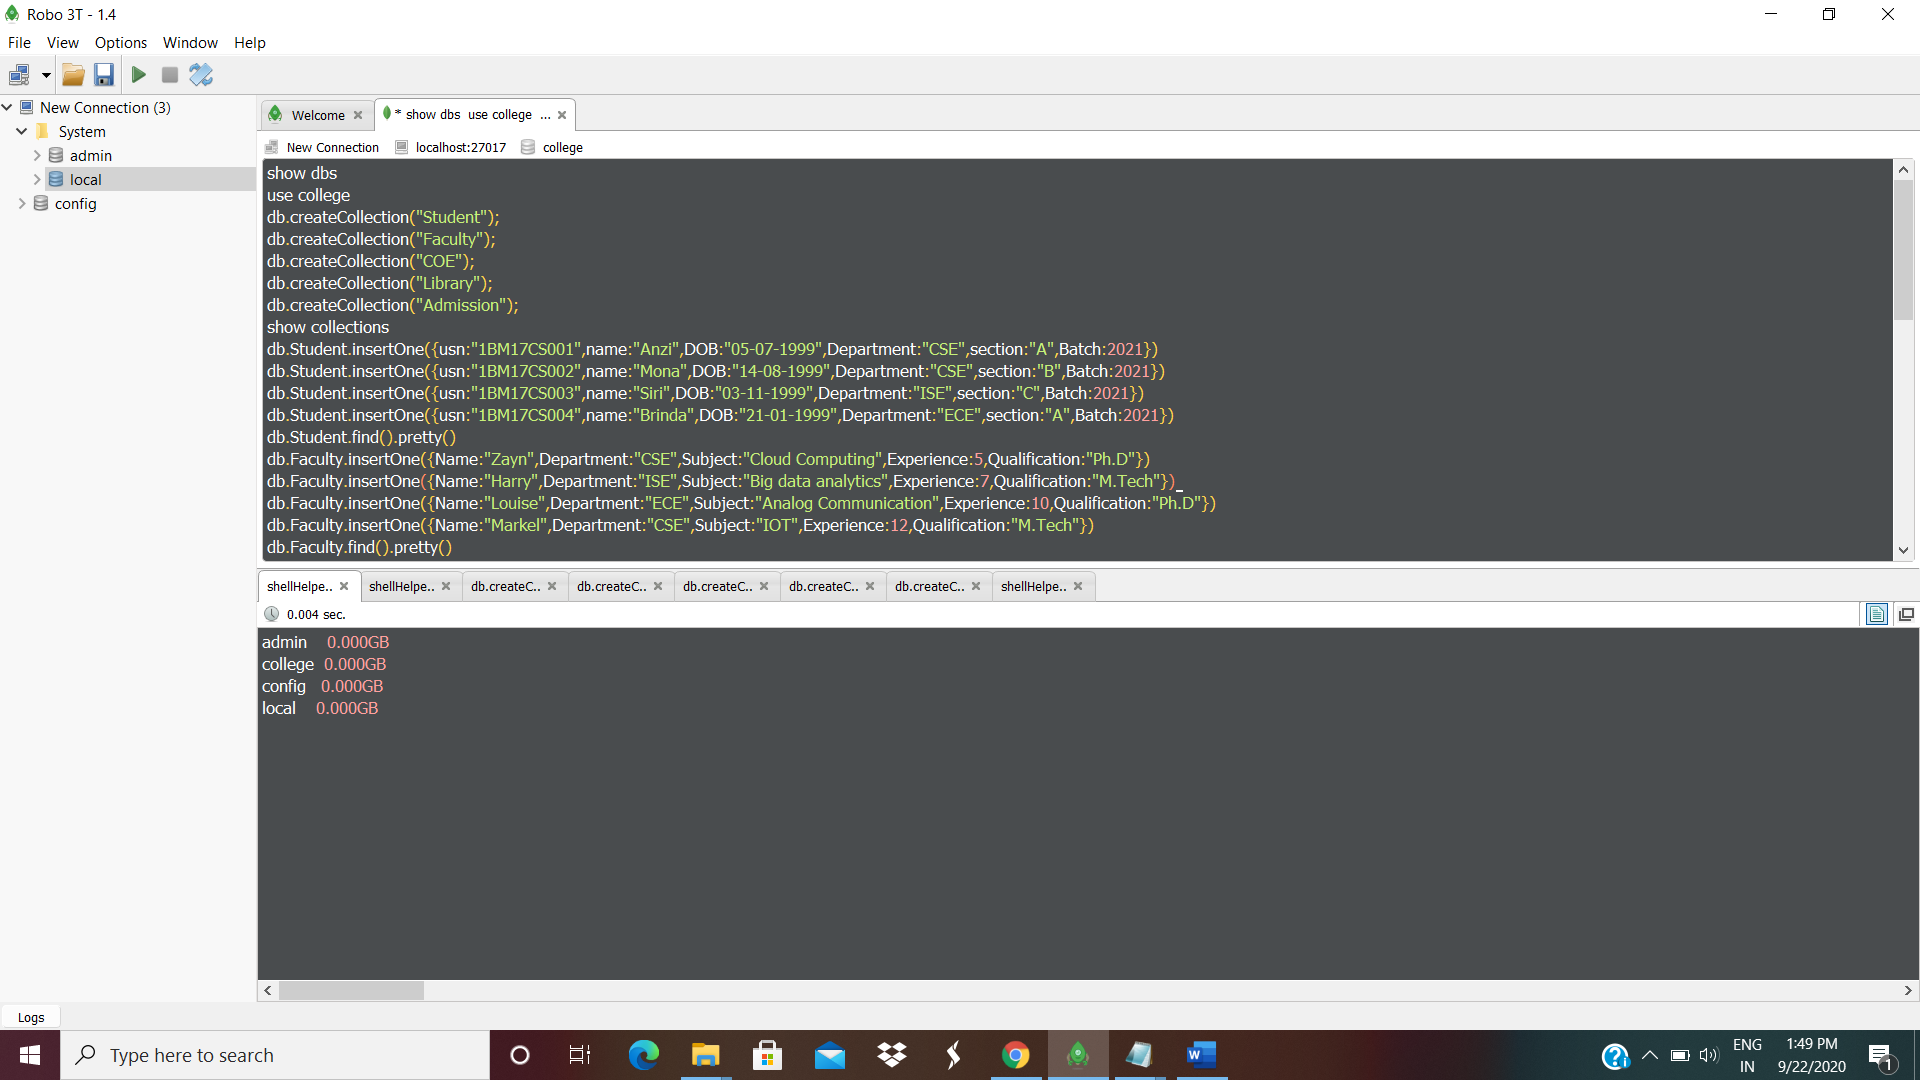 Robo 3T - 1.4
File View Options Window Help
New Connection (3)
System
admin
local
config
Welcome
* show dbs use college ...
New Connection localhost:27017 college
show dbs
use college
db.createCollection("Student");
db.createCollection("Faculty");
db.createCollection("COE");
db.createCollection("Library");
db.createCollection("Admission");
show collections
db.Student.insertOne({usn:"1BM17CS001",name:"Anzi",DOB:"05-07-1999",Department:"CSE",section:"A",Batch:2021})
db.Student.insertOne({usn:"1BM17CS002",name:"Mona",DOB:"14-08-1999",Department:"CSE",section:"B",Batch:2021})
db.Student.insertOne({usn:"1BM17CS003",name:"Siri",DOB:"03-11-1999",Department:"ISE",section:"C",Batch:2021})
db.Student.insertOne({usn:"1BM17CS004",name:"Brinda",DOB:"21-01-1999",Department:"ECE",section:"A",Batch:2021})
db.Student.find().pretty()
db.Faculty.insertOne({Name:"Zayn",Department:"CSE",Subject:"Cloud Computing",Experience:5,Qualification:"Ph.D"})
db.Faculty.insertOne({Name:"Harry",Department:"ISE",Subject:"Big data analytics",Experience:7,Qualification:"M.Tech"})
db.Faculty.insertOne({Name:"Louise",Department:"ECE",Subject:"Analog Communication",Experience:10,Qualification:"Ph.D"})
db.Faculty.insertOne({Name:"Markel",Department:"CSE",Subject:"IOT",Experience:12,Qualification:"M.Tech"})
db.Faculty.find().pretty()
shellHelpe.. shellHelpe.. db.createC.. db.createC.. db.createC.. db.createC.. db.createC.. shellHelpe..
0.004 sec.
admin 0.000GB
college 0.000GB
config 0.000GB
local 0.000GB
Logs
Type here to search
ENG
IN
1:49 PM
9/22/2020
1